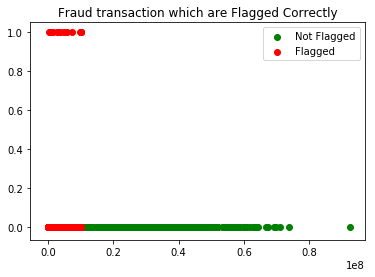 Fraud transaction which are Flagged Correctly
Not Flagged
Flagged
1.0
0.8
0.6
0.4
0.2
0.0
0.0
0.2
0.4
0.6
0.8
1e8